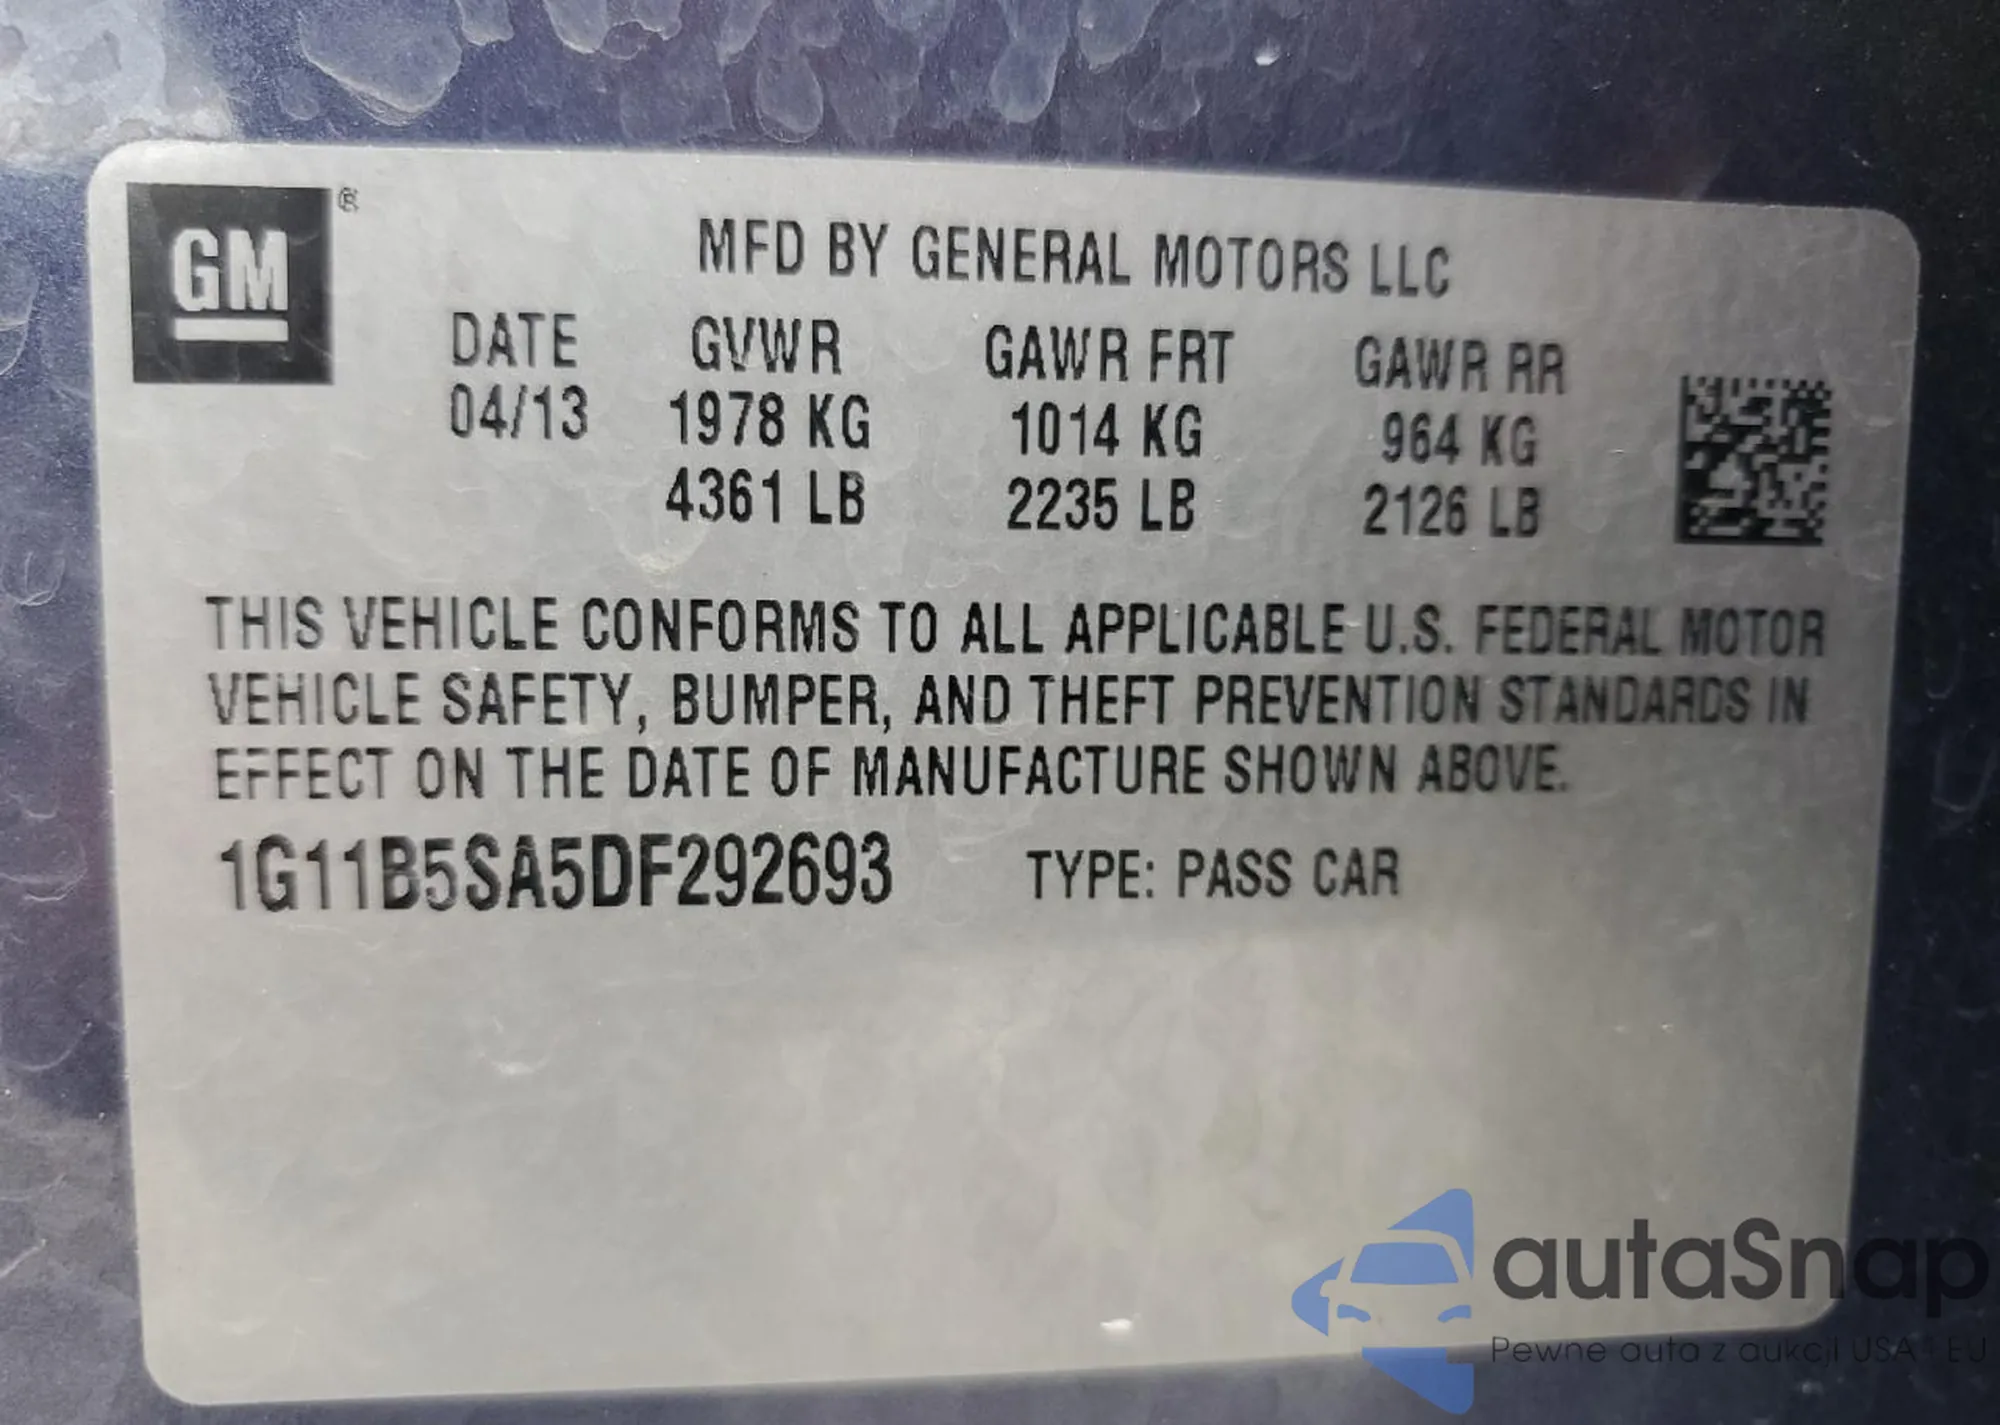 GM ®
MFD BY GENERAL MOTORS LLC
DATE GVWR GAWR FRT GAWR RR
04/13 1978 KG 1014 KG 964 KG
4361 LB 2235 LB 2126 LB
THIS VEHICLE CONFORMS TO ALL APPLICABLE U.S. FEDERAL MOTOR
VEHICLE SAFETY, BUMPER, AND THEFT PREVENTION STANDARDS IN
EFFECT ON THE DATE OF MANUFACTURE SHOWN ABOVE.
1G11B5SA5DF292693 TYPE: PASS CAR
autaSnap
Pewne auta z aukcji USA i EU